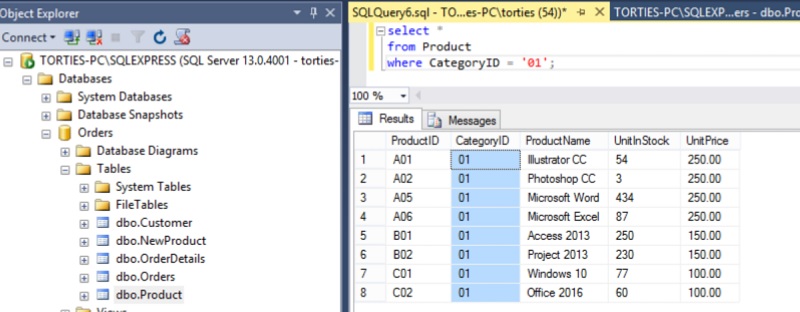 Object Explorer
Connect
TORTIES-PC\SQLEXPRESS (SQL Server 13.0.4001 - torties-
Databases
System Databases
Database Snapshots
Orders
Database Diagrams
Tables
System Tables
FileTables
dbo.Customer
dbo.NewProduct
dbo.OrderDetails
dbo.Orders
dbo.Product
Views
SQLQuery6.sql - TO...es-PC\torties (54))*
TORTIES-PC\SQLEXP...ers - dbo.Pro
select *
from Product
where CategoryID = '01';
100 %
Results Messages
ProductID CategoryID ProductName UnitInStock UnitPrice
1 A01 01 Illustrator CC 54 250.00
2 A02 01 Photoshop CC 3 250.00
3 A05 01 Microsoft Word 434 250.00
4 A06 01 Microsoft Excel 87 250.00
5 B01 01 Access 2013 250 150.00
6 B02 01 Project 2013 230 150.00
7 C01 01 Windows 10 77 100.00
8 C02 01 Office 2016 60 100.00